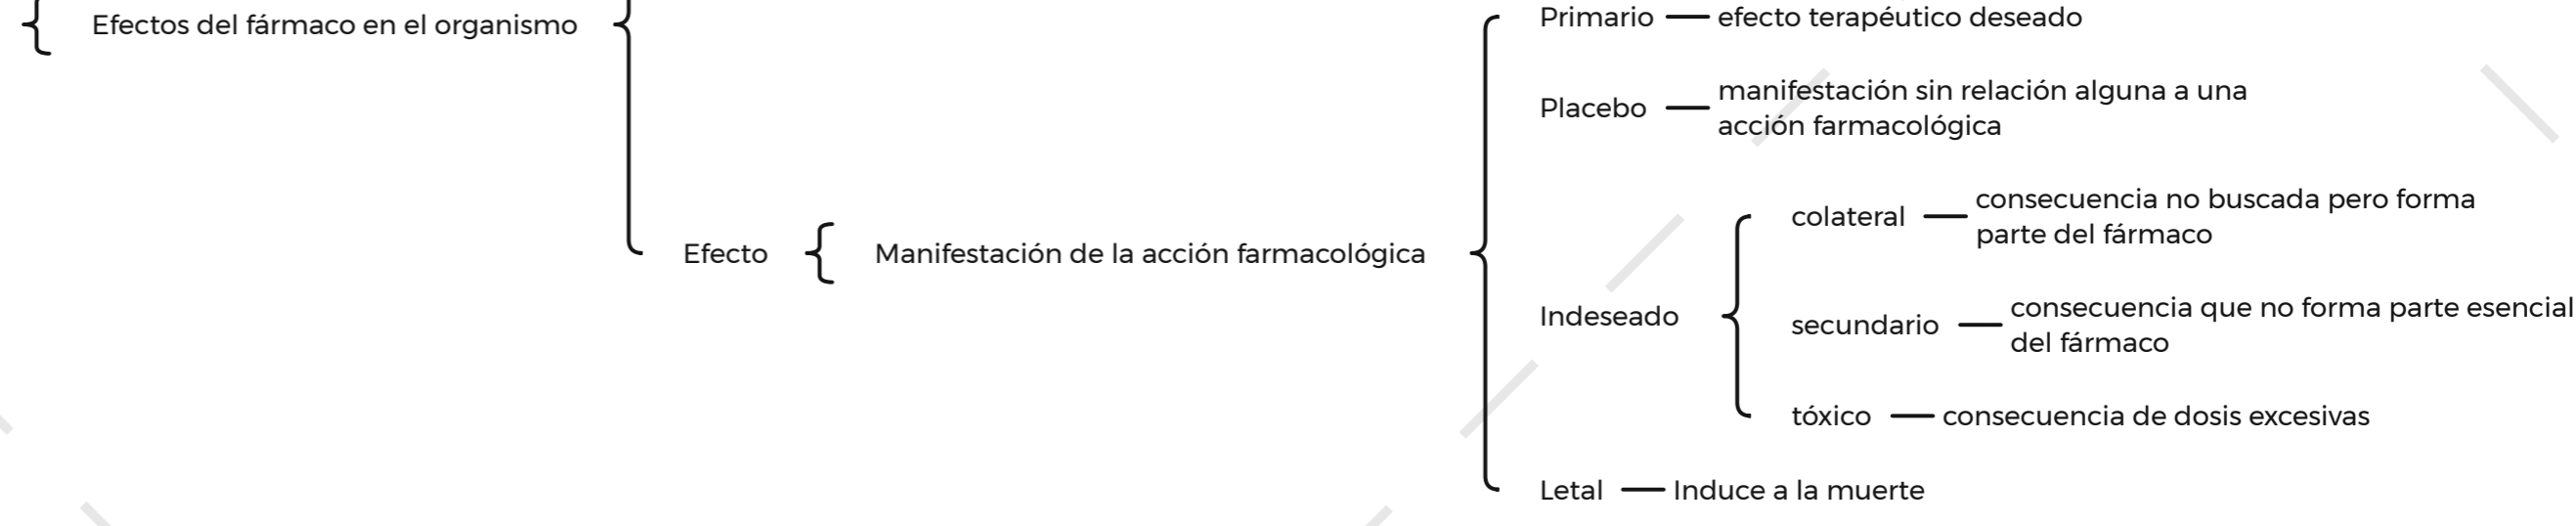 Efectos del fármaco en el organismo
Efecto
Manifestación de la acción farmacológica
Primario
efecto terapéutico deseado
Placebo
manifestación sin relación alguna a una
acción farmacológica
Indeseado
colateral
consecuencia no buscada pero forma
parte del fármaco
secundario
consecuencia que no forma parte esencial
del fármaco
tóxico
consecuencia de dosis excesivas
Letal
Induce a la muerte